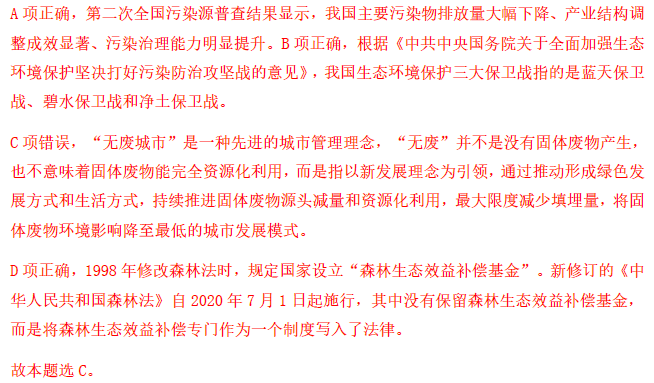 A 项正确，第二次全国污染源普查结果显示，我国主要污染物排放量大幅下降、产业结构调
整成效显著、污染治理能力明显提升。B 项正确，根据《中共中央国务院关于全面加强生态
环境保护坚决打好污染防治攻坚战的意见》，我国生态环境保护三大保卫战指的是蓝天保卫
战、碧水保卫战和净土保卫战。
C 项错误，“无废城市”是一种先进的城市管理理念，“无废”并不是没有固体废物产生，
也不意味着固体废物能完全资源化利用，而是指以新发展理念为引领，通过推动形成绿色发
展方式和生活方式，持续推进固体废物源头减量和资源化利用，最大限度减少填埋量，将固
体废物环境影响降至最低的城市发展模式。
D 项正确，1998 年修改森林法时，规定国家设立“森林生态效益补偿基金”。新修订的《中
华人民共和国森林法》自 2020 年 7 月 1 日起施行，其中没有保留森林生态效益补偿基金，
而是将森林生态效益补偿专门作为一个制度写入了法律。
故本题选 C。